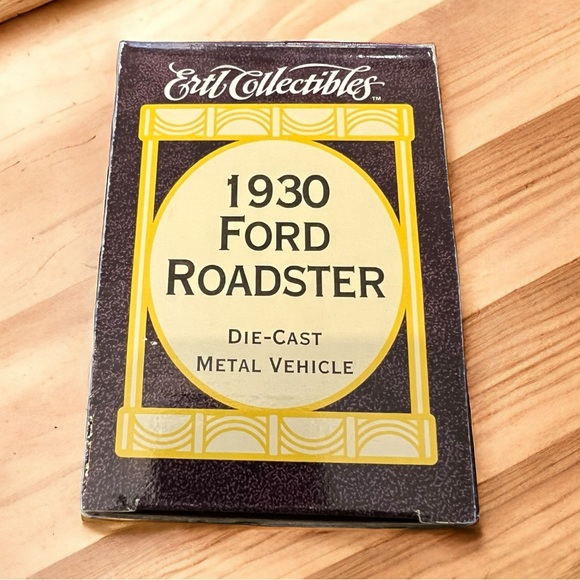 Ertl Collectibles™
1930
FORD
ROADSTER
DIE-CAST
METAL VEHICLE